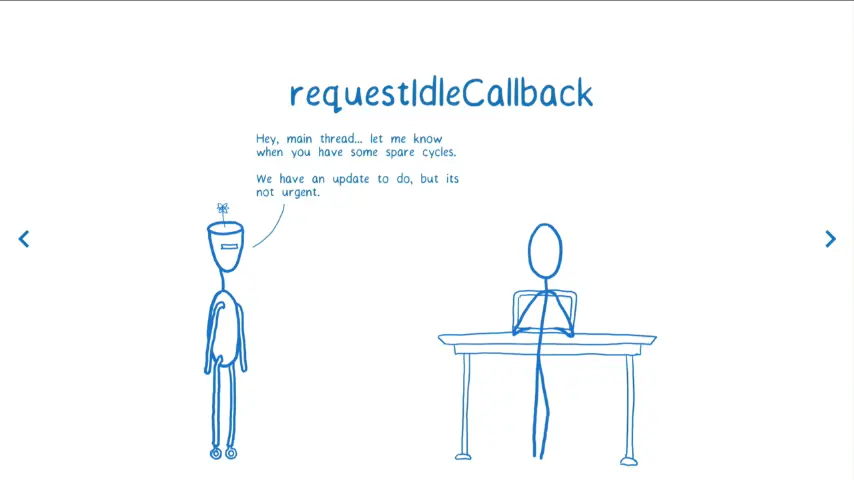 requestIdleCallback
Hey, main thread... let me know
when you have some spare cycles.
We have an update to do, but its
not urgent.